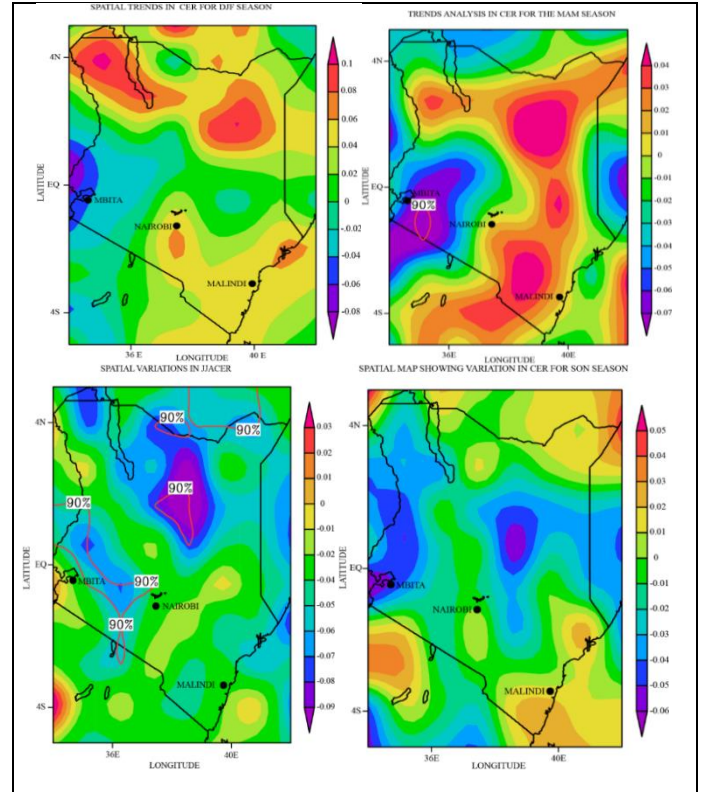 SPATIAL TRENDS IN CER FOR DJF SEASON
4N
EQ
4S
LATITUDE
MBITA
NAIROBI
MALINDI
36E
40 E
LONGITUDE
0.1
0.08
0.06
0.04
0.02
0
-0.02
-0.04
-0.06
-0.08
TRENDS ANALYSIS IN CER FOR THE MAM SEASON
4N
EQ
4S
LATITUDE
MBITA
90%
NAIROBI
MALINDI
36E
40E
LONGITUDE
0.04
0.03
0.02
0.01
0
-0.01
-0.02
-0.03
-0.04
-0.05
-0.06
-0.07
SPATIAL VARIATIONS IN JJACER
4N
EQ
4S
LATITUDE
90%
90%
90%
90%
MBITA
90%
NAIROBI
90%
MALINDI
36E
40E
LONGITUDE
0.03
0.02
0.01
0
-0.01
-0.02
-0.03
-0.04
-0.05
-0.06
-0.07
-0.08
-0.09
SPATIAL MAP SHOWING VARIATION IN CER FOR SON SEASON
4N
EQ
4S
LATITUDE
MBITA
NAIROBI
MALINDI
36E
40E
LONGITUDE
0.05
0.04
0.03
0.02
0.01
0
-0.01
-0.02
-0.03
-0.04
-0.05
-0.06